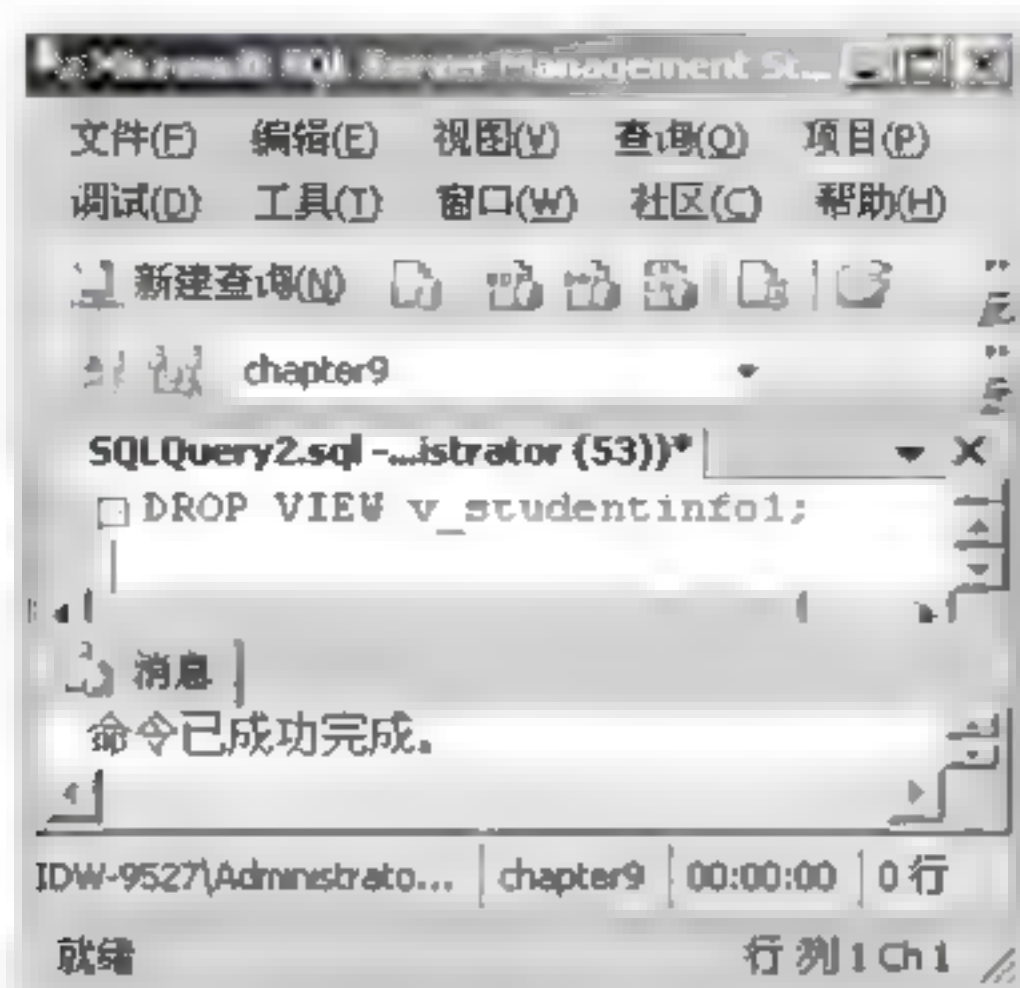 Microsoft SQL Server Management St...
文件(F) 编辑(E) 视图(V) 查询(Q) 项目(P)
调试(D) 工具(T) 窗口(W) 社区(C) 帮助(H)
新建查询(N)
chapter9
SQLQuery2.sql -...istrator (53))*
DROP VIEW v_studentinfo1;
消息
命令已成功完成。
IDW-9527\Administrato... chapter9 00:00:00 0 行
就绪 行 列 1 Ch 1